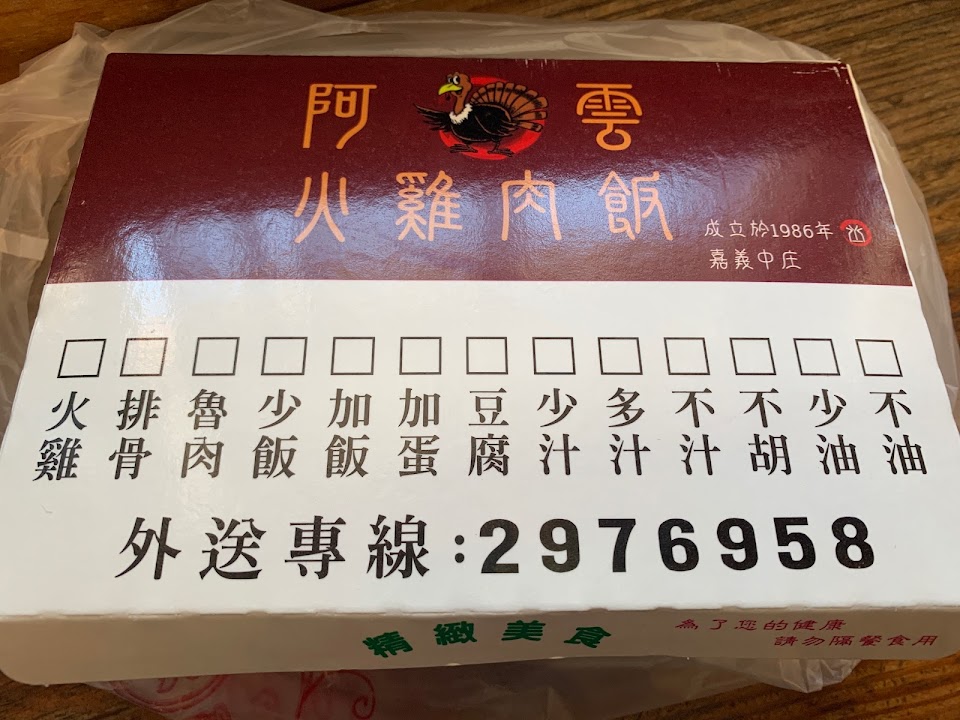 阿雲
火雞肉飯
成立於1986年
嘉義中庄
火雞
排骨
魯肉
少飯
加飯
加蛋
豆腐
少汁
多汁
不汁
不胡
少油
不油
外送專線:2976958
精緻美食
為了您的健康
請勿隔餐食用